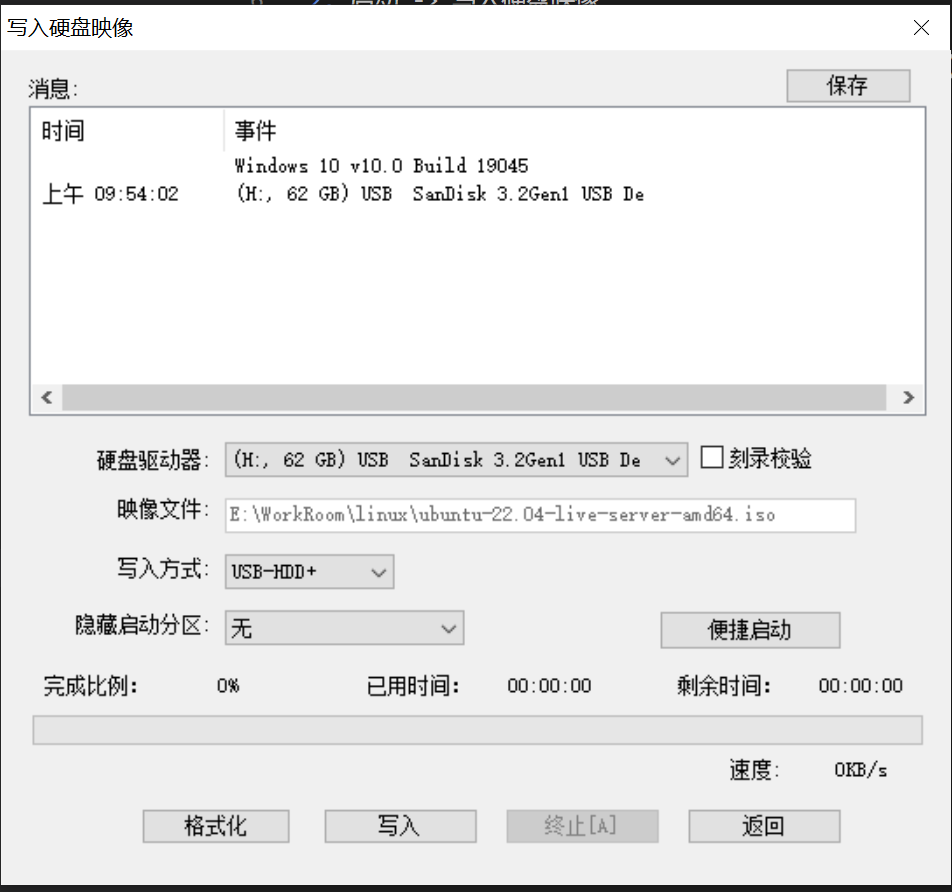 写入硬盘映像
消息:
保存
时间 事件
Windows 10 v10.0 Build 19045
上午 09:54:02 (H:, 62 GB) USB SanDisk 3.2Gen1 USB De
硬盘驱动器: (H:, 62 GB) USB SanDisk 3.2Gen1 USB De 刻录校验
映像文件: E:\WorkRoom\linux\ubuntu-22.04-live-server-amd64.iso
写入方式: USB-HDD+
隐藏启动分区: 无 便捷启动
完成比例: 0% 已用时间: 00:00:00 剩余时间: 00:00:00
速度: 0KB/s
格式化 写入 终止[A] 返回